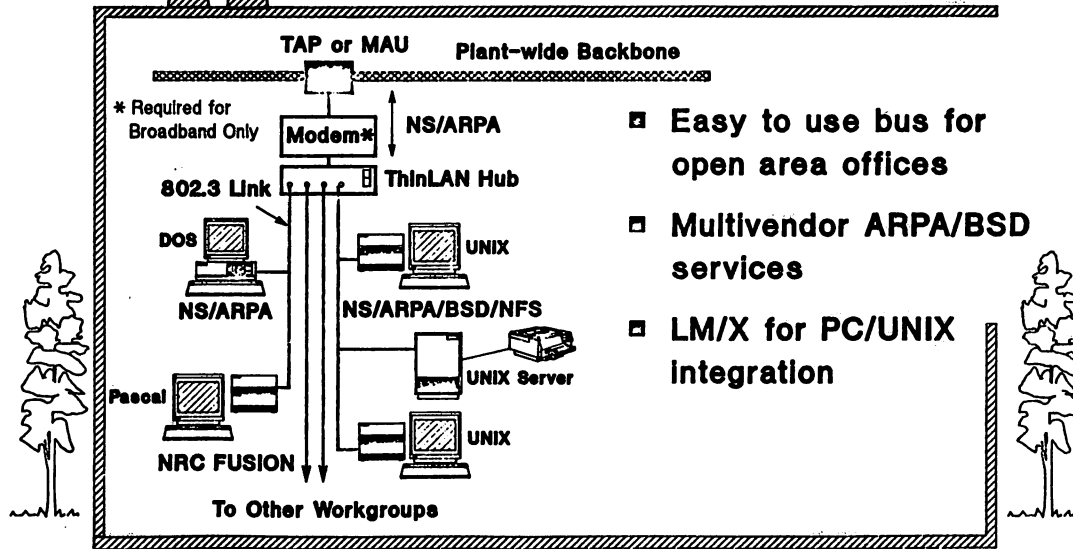 TAP or MAU
Plant-wide Backbone
* Required for
Broadband Only
Modem*
NS/ARPA
ThinLAN Hub
802.3 Link
DOS
UNIX
NS/ARPA
NS/ARPA/BSD/NFS
UNIX Server
Pascal
UNIX
NRC FUSION
To Other Workgroups
Easy to use bus for
open area offices
Multivendor ARPA/BSD
services
LM/X for PC/UNIX
integration